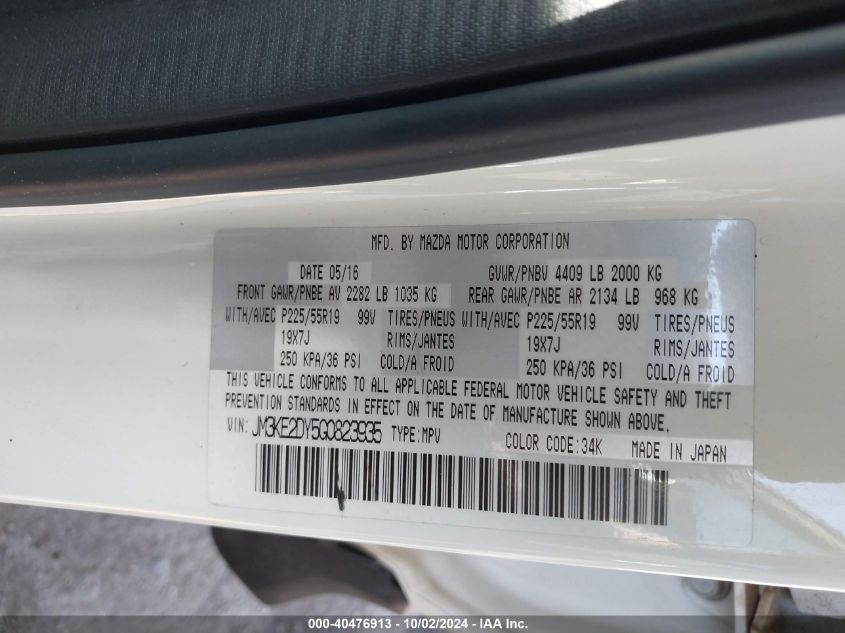 MFD. BY MAZDA MOTOR CORPORATION
DATE 05/16 GVWR/PNBV 4409 LB 2000 KG
FRONT GAWR/PNBE AV 2282 LB 1035 KG REAR GAWR/PNBE AR 2134 LB 968 KG
WITH/AVEC P225/55R19 99V TIRES/PNEUS WITH/AVEC P225/55R19 99V TIRES/PNEUS
19X7J RIMS/JANTES 19X7J RIMS/JANTES
250 KPA/36 PSI COLD/A FROID 250 KPA/36 PSI COLD/A FROID
THIS VEHICLE CONFORMS TO ALL APPLICABLE FEDERAL MOTOR VEHICLE SAFETY AND THEFT
PREVENTION STANDARDS IN EFFECT ON THE DATE OF MANUFACTURE SHOWN ABOVE.
VIN: JM3KE2DY5G0823935 TYPE:MPV COLOR CODE:34K MADE IN JAPAN
000-40476913 - 10/02/2024 - IAA Inc.